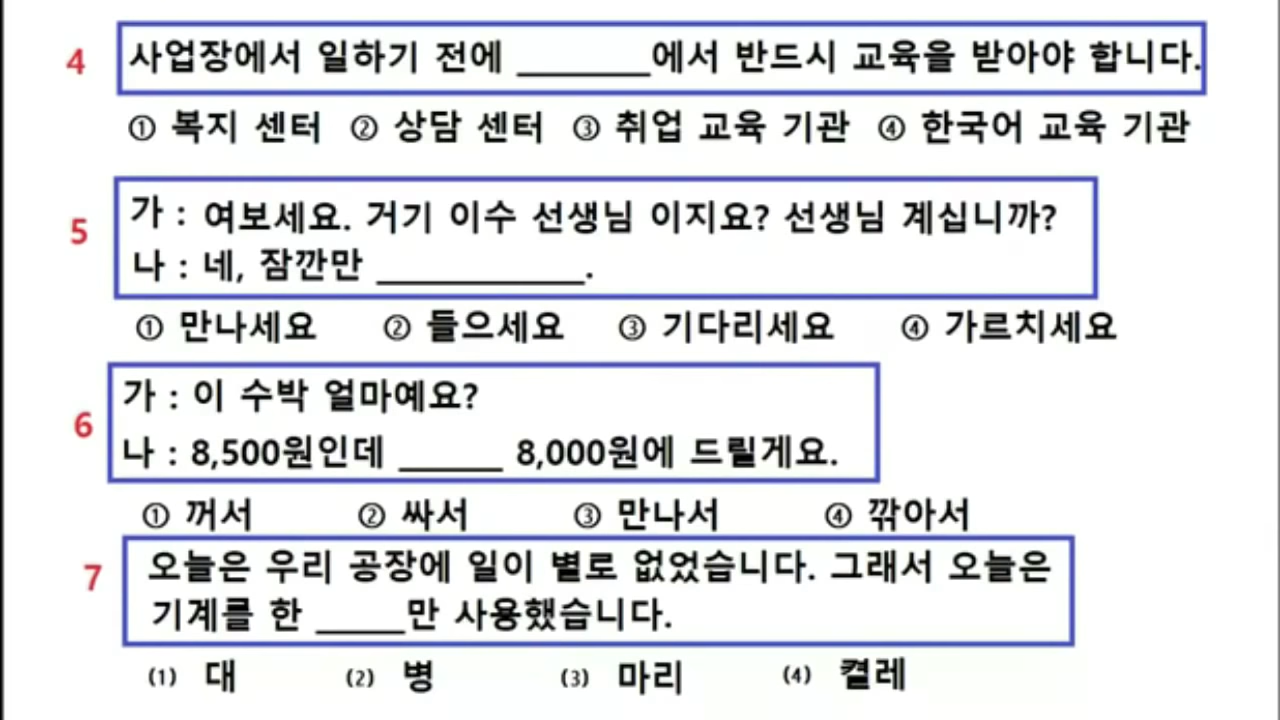 4 사업장에서 일하기 전에 ________에서 반드시 교육을 받아야 합니다.
① 복지 센터 ② 상담 센터 ③ 취업 교육 기관 ④ 한국어 교육 기관
5 가 : 여보세요. 거기 이수 선생님 이지요? 선생님 계십니까?
나 : 네, 잠깐만 ____________.
① 만나세요 ② 들으세요 ③ 기다리세요 ④ 가르치세요
6 가 : 이 수박 얼마예요?
나 : 8,500원인데 ______ 8,000원에 드릴게요.
① 꺼서 ② 싸서 ③ 만나서 ④ 깎아서
7 오늘은 우리 공장에 일이 별로 없었습니다. 그래서 오늘은
기계를 한 _____만 사용했습니다.
(1) 대 (2) 병 (3) 마리 (4) 켤레